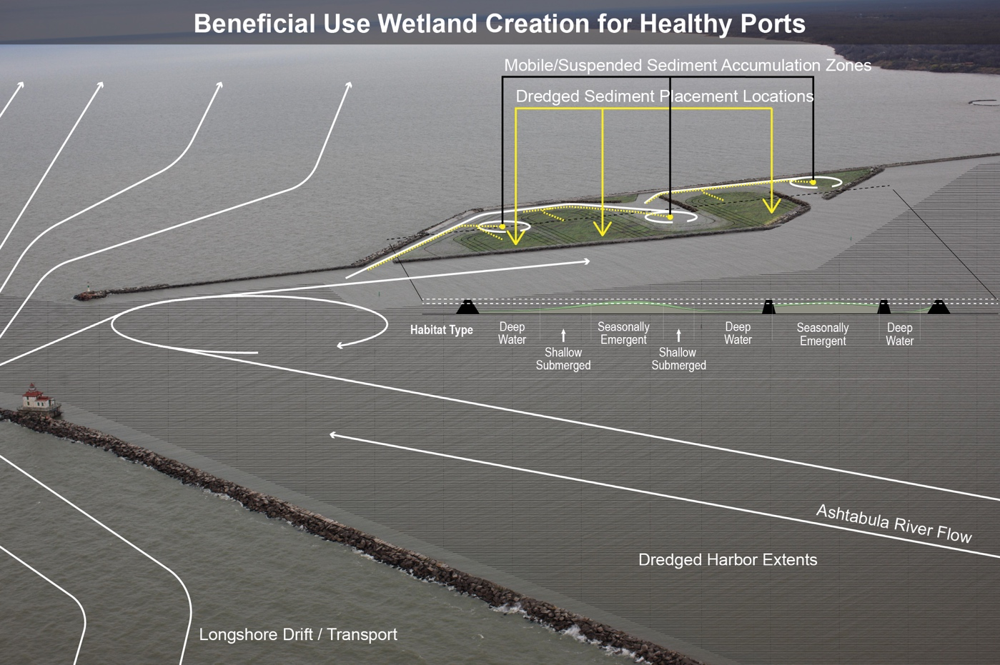 Beneficial Use Wetland Creation for Healthy Ports
Mobile/Suspended Sediment Accumulation Zones
Dredged Sediment Placement Locations
Habitat Type
Deep
Water
Shallow
Submerged
Seasonally
Emergent
Shallow
Submerged
Deep
Water
Seasonally
Emergent
Deep
Water
Ashtabula River Flow
Dredged Harbor Extents
Longshore Drift / Transport